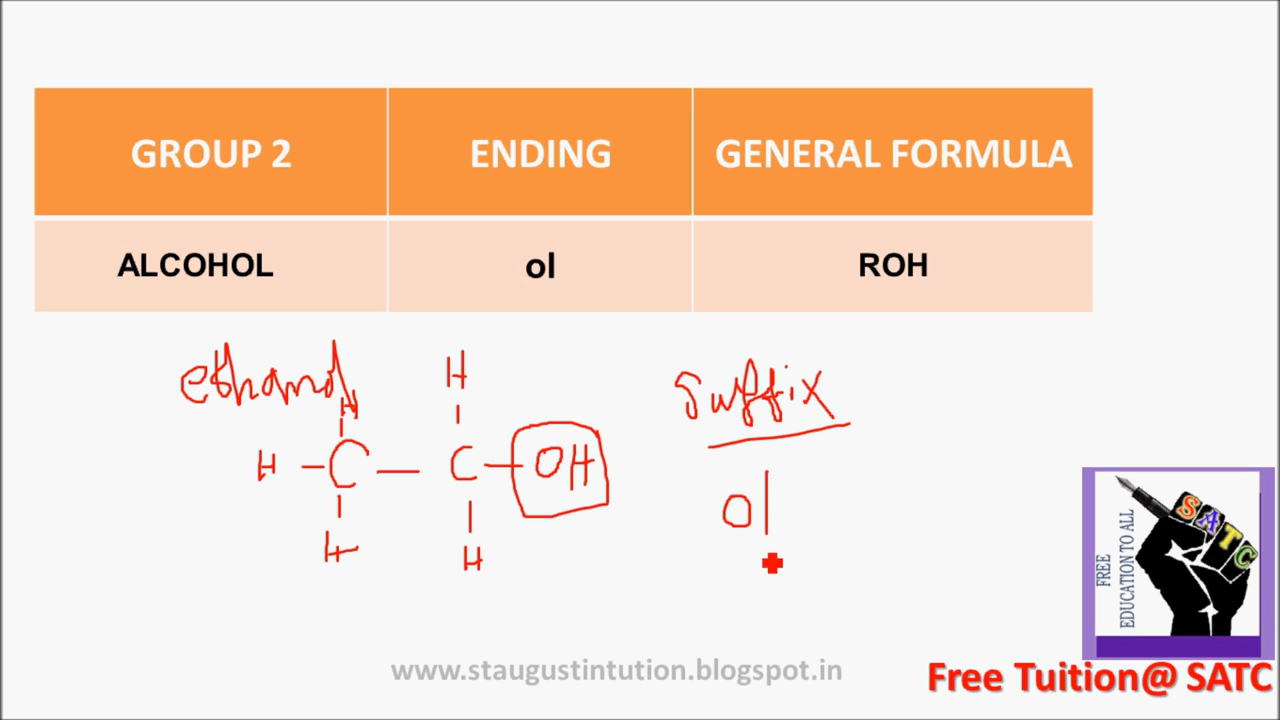 GROUP 2 ENDING GENERAL FORMULA
ALCOHOL ol ROH
ethanol suffix
H H
H – C – C – OH
H H
ol
FREE
EDUCATION TO ALL
SATC
www.staugustintution.blogspot.in
Free Tuition@ SATC